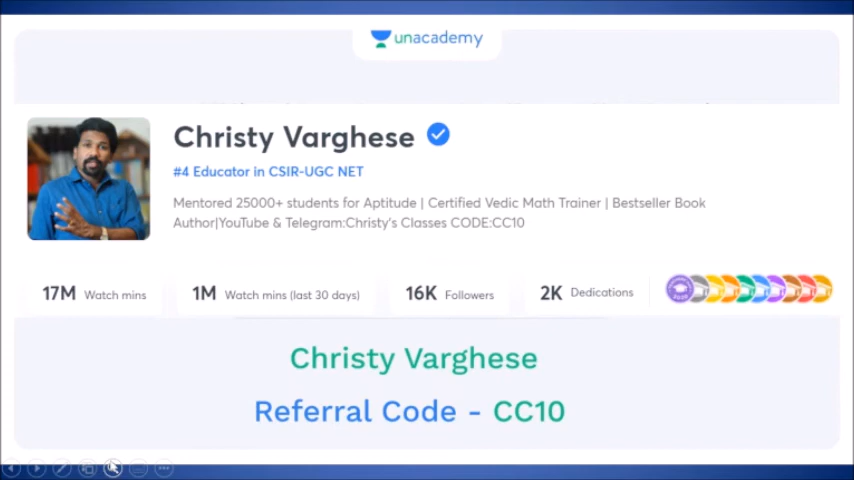 unacademy
Christy Varghese
#4 Educator in CSIR-UGC NET
Mentored 25000+ students for Aptitude | Certified Vedic Math Trainer | Bestseller Book
Author|YouTube & Telegram:Christy's Classes CODE:CC10
17M Watch mins
1M Watch mins (last 30 days)
16K Followers
2K Dedications
Christy Varghese
Referral Code - CC10